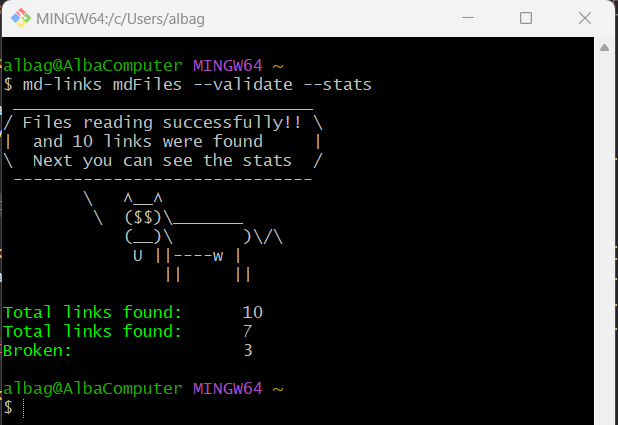 MINGW64:/c/Users/albag
albag@AlbaComputer MINGW64 ~
$ md-links mdFiles --validate --stats
 ______________________________
/ Files reading successfully!! \
|  and 10 links were found     |
\  Next you can see the stats  /
 ------------------------------
        \   ^__^
         \  ($$)\_______
            (__)\       )\/\
             U ||----w |
                ||     ||
Total links found:      10
Total links found:      7
Broken:                 3
albag@AlbaComputer MINGW64 ~
$